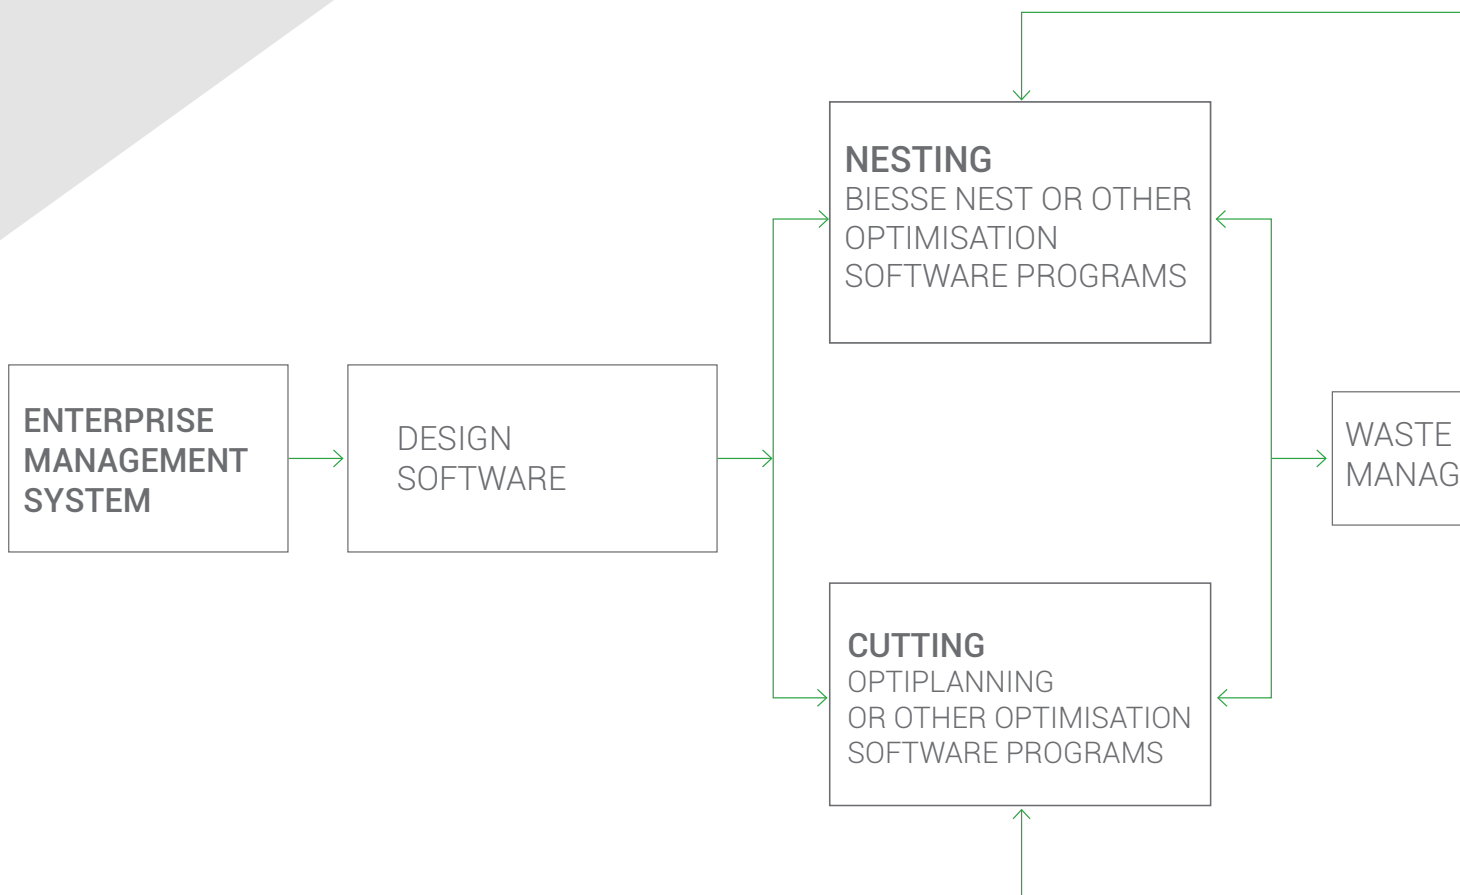 NESTING
BIESSE NEST OR OTHER
OPTIMISATION
SOFTWARE PROGRAMS
ENTERPRISE
MANAGEMENT
SYSTEM
DESIGN
SOFTWARE
WASTE
CUTTING
OPTIPLANNING
OR OTHER OPTIMISATION
SOFTWARE PROGRAMS